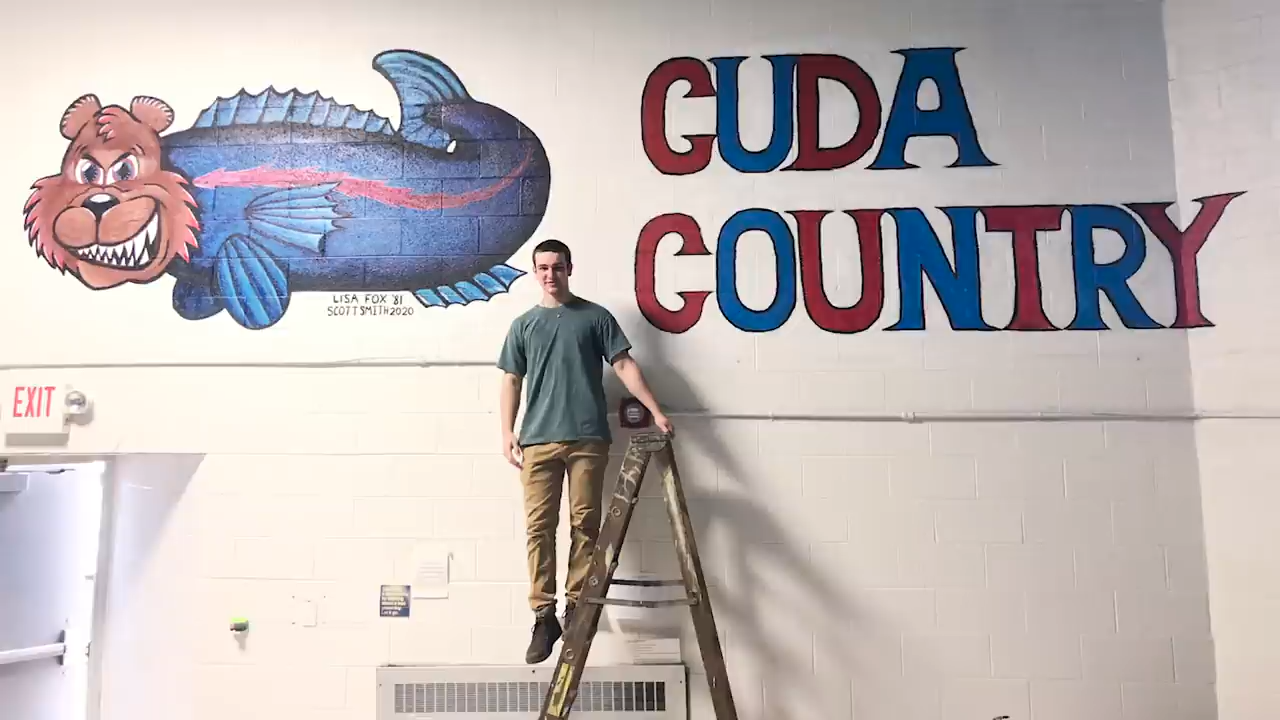 CUDA
COUNTRY
LISA FOX '81
SCOTT SMITH 2020
EXIT